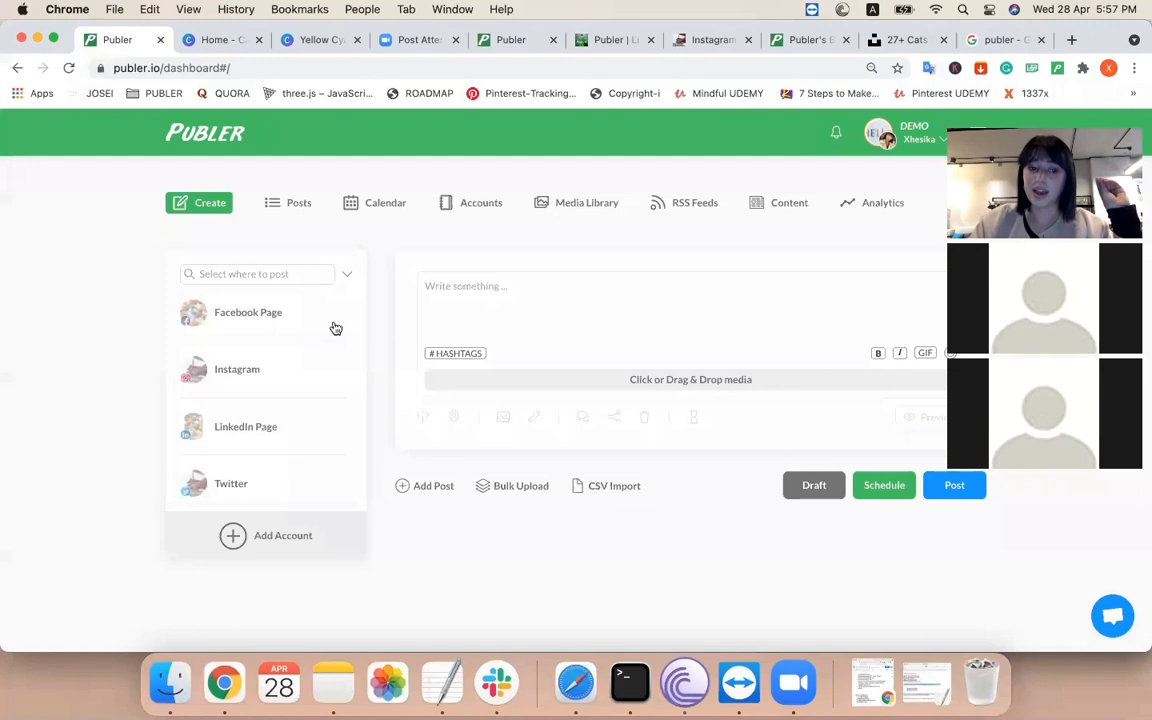 Chrome File Edit View History Bookmarks People Tab Window Help A Wed 28 Apr 5:57 PM
Publer Home - C Yellow Cy Post Atter Publer Publer | Li Instagram Publer's B 27+ Cats publer - G
publer.io/dashboard#/
Apps JOSEI PUBLER QUORA three.js – JavaScri... ROADMAP Pinterest-Tracking... Copyright-i Mindful UDEMY 7 Steps to Make... Pinterest UDEMY 1337x
PUBLER
DEMO
Xhesika
Create Posts Calendar Accounts Media Library RSS Feeds Content Analytics
Select where to post
Facebook Page
Instagram
LinkedIn Page
Twitter
Add Account
Write something ...
# HASHTAGS B I GIF
Click or Drag & Drop media
Previ
Add Post Bulk Upload CSV Import Draft Schedule Post
APR
28